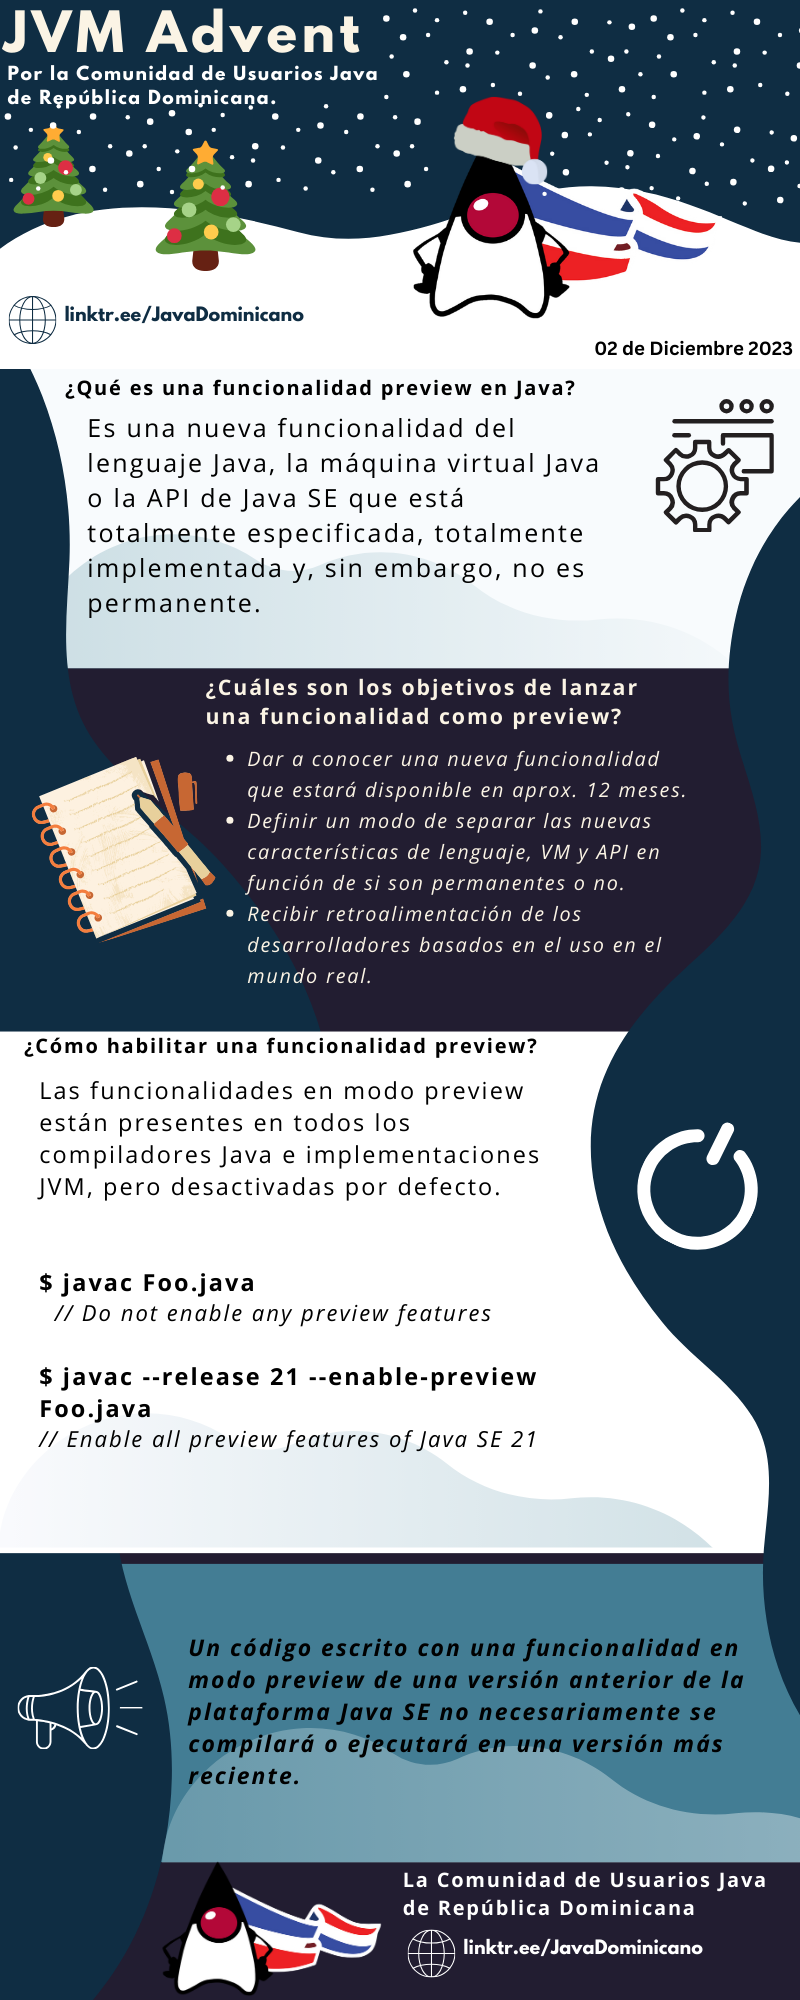 JVM Advent
Por la Comunidad de Usuarios Java
de República Dominicana.
linktr.ee/JavaDominicano
02 de Diciembre 2023
¿Qué es una funcionalidad preview en Java?
Es una nueva funcionalidad del
lenguaje Java, la máquina virtual Java
o la API de Java SE que está
totalmente especificada, totalmente
implementada y, sin embargo, no es
permanente.
¿Cuáles son los objetivos de lanzar
una funcionalidad como preview?
• Dar a conocer una nueva funcionalidad
que estará disponible en aprox. 12 meses.
• Definir un modo de separar las nuevas
características de lenguaje, VM y API en
función de si son permanentes o no.
• Recibir retroalimentación de los
desarrolladores basados en el uso en el
mundo real.
¿Cómo habilitar una funcionalidad preview?
Las funcionalidades en modo preview
están presentes en todos los
compiladores Java e implementaciones
JVM, pero desactivadas por defecto.
$ javac Foo.java
// Do not enable any preview features
$ javac --release 21 --enable-preview
Foo.java
// Enable all preview features of Java SE 21
Un código escrito con una funcionalidad en
modo preview de una versión anterior de la
plataforma Java SE no necesariamente se
compilará o ejecutará en una versión más
reciente.
La Comunidad de Usuarios Java
de República Dominicana
linktr.ee/JavaDominicano